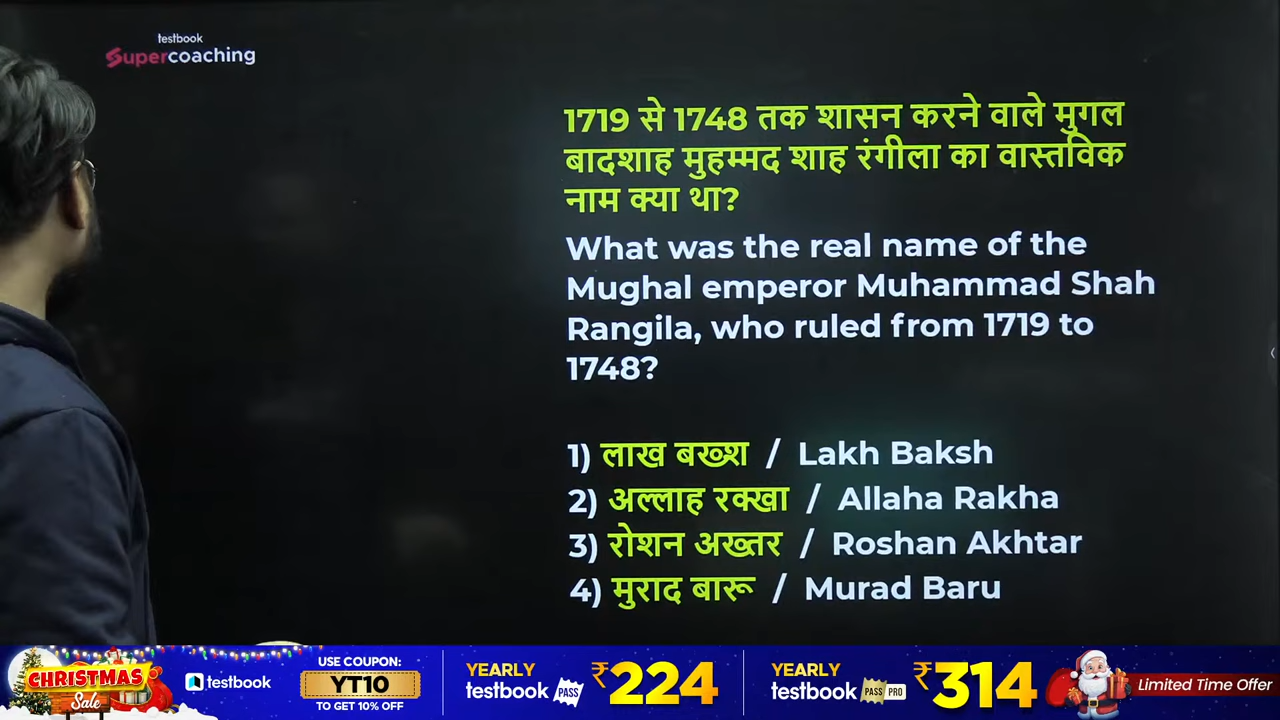 testbook
Supercoaching
1719 से 1748 तक शासन करने वाले मुगल
बादशाह मुहम्मद शाह रंगीला का वास्तविक
नाम क्या था?
What was the real name of the
Mughal emperor Muhammad Shah
Rangila, who ruled from 1719 to
1748?
1) लाख बख्श / Lakh Baksh
2) अल्लाह रक्खा / Allaha Rakha
3) रोशन अख्तर / Roshan Akhtar
4) मुराद बारू / Murad Baru
CHRISTMAS
Sale
testbook
USE COUPON:
YT10
TO GET 10% OFF
YEARLY
testbook PASS
₹224
YEARLY
testbook PASS PRO
₹314
Limited Time Offer